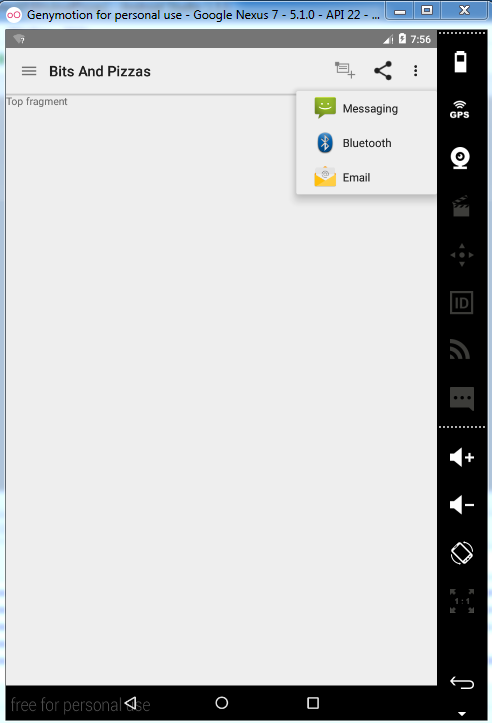 Genymotion for personal use - Google Nexus 7 - 5.1.0 - API 22 - ...
7:56
Bits And Pizzas
GPS
Top fragment
Messaging
Bluetooth
Email
ID
1:1
free for personal use